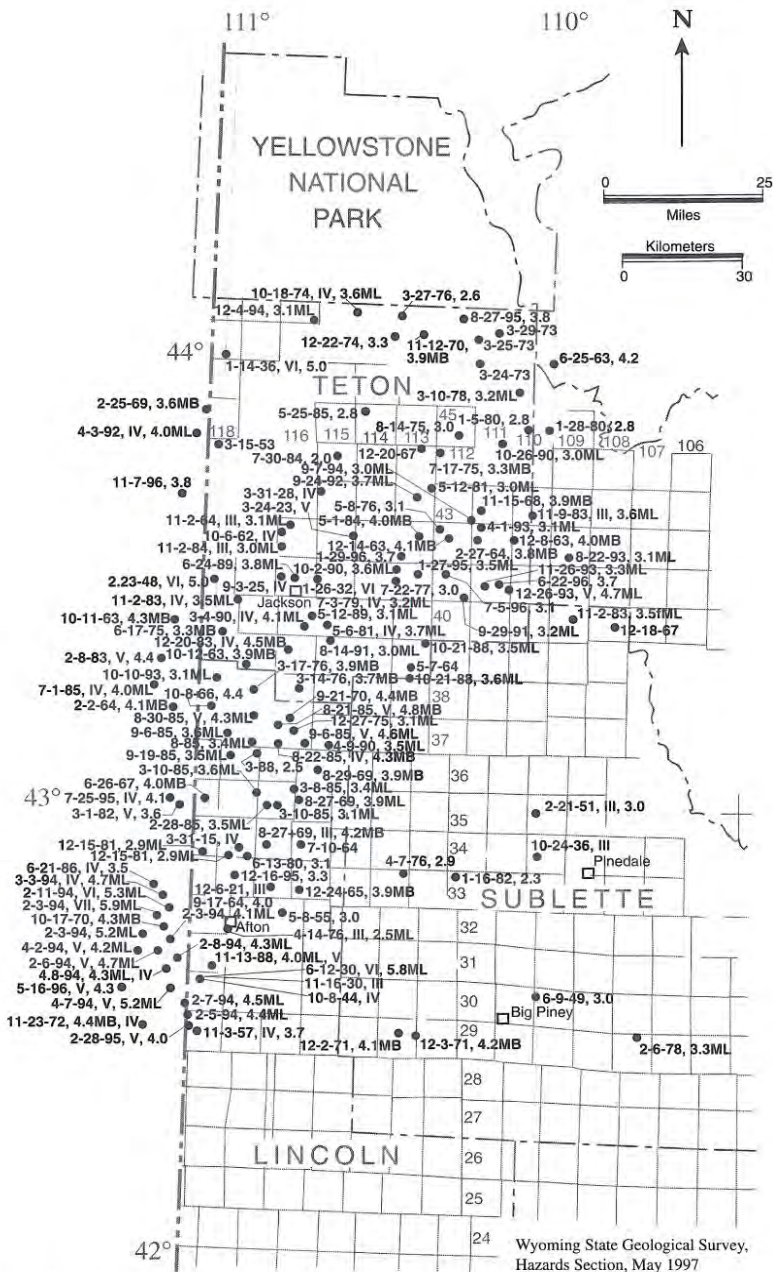 111°
110°
N
YELLOWSTONE
NATIONAL
PARK
0 25
Miles
Kilometers
0 30
10-18-74, IV, 3.6ML
3-27-76, 2.6
12-4-94, 3.1ML
8-27-95, 3.8
3-29-73
12-22-74, 3.3
11-12-70,
3.9MB
3-25-73
44°
6-25-63, 4.2
1-14-36, VI, 5.0
3-24-73
TETON
3-10-78, 3.2ML
2-25-69, 3.6MB
5-25-85, 2.8
45
1-5-80, 2.8
8-14-75, 3.0
1-28-80, 2.8
4-3-92, IV, 4.0ML
118
116
115
114
113
112
111
110
109
108
107
106
3-15-53
12-20-67
10-26-90, 3.0ML
7-30-84, 2.0
7-17-75, 3.3MB
9-7-94, 3.0ML
9-24-92, 3.7ML
5-12-81, 3.0ML
11-7-96, 3.8
3-31-28, IV
11-15-68, 3.9MB
3-24-23, V
5-8-76, 3.1
43
11-9-83, III, 3.6ML
11-2-64, III, 3.1ML
5-1-84, 4.0MB
4-1-93, 3.1ML
10-6-62, IV
12-14-63, 4.1MB
12-8-63, 4.0MB
11-2-84, III, 3.0ML
2-27-64, 3.8MB
1-29-96, 3.7
8-22-93, 3.1ML
6-24-89, 3.8ML
10-2-90, 3.6ML
1-27-95, 3.5ML
11-26-93, 3.3ML
2.23-48, VI, 5.0
6-22-96, 3.7
9-3-25, IV
1-26-32, VI
7-22-77, 3.0
12-26-93, V, 4.7ML
11-2-83, IV, 3.5ML
Jackson
7-3-79, IV, 3.2ML
7-5-96, 3.1
10-11-63, 4.3MB
3-4-90, IV, 4.1ML
5-12-89, 3.1ML
40
11-2-83, 3.5fML
6-17-75, 3.3MB
5-6-81, IV, 3.7ML
9-29-91, 3.2ML
12-18-67
12-20-83, IV, 4.5MB
10-21-88, 3.5ML
2-8-83, V, 4.4
10-12-63, 3.9MB
8-14-91, 3.0ML
3-17-76, 3.9MB
5-7-64
10-10-93, 3.1ML
3-14-76, 3.7MB
10-21-88, 3.6ML
7-1-85, IV, 4.0ML
10-8-66, 4.4
38
9-21-70, 4.4MB
2-2-64, 4.1MB
8-21-85, V, 4.8MB
8-30-85, V, 4.3ML
12-27-75, 3.1ML
9-6-85, 3.6ML
9-6-85, V, 4.6ML
37
8-85, 3.4ML
4-9-90, 3.5ML
9-19-85, 3.5ML
8-22-85, IV, 4.3MB
3-10-85, 3.6ML
3-88, 2.5
8-29-69, 3.9MB
36
6-26-67, 4.0MB
3-8-85, 3.4ML
43°
7-25-95, IV, 4.1
8-27-69, 3.9ML
2-21-51, III, 3.0
3-1-82, V, 3.6
3-10-85, 3.1ML
35
2-28-85, 3.5ML
8-27+69, III, 4.2MB
3-31-15, IV
34
10-24-36, III
12-15-81, 2.9ML
7-10-64
12-15-81, 2.9ML
Pinedale
6-13-80, 3.1
4-7-76, 2.9
6-21-86, IV, 3.5
12-16-95, 3.3
1-16-82, 2.3
3-3-94, IV, 4.7ML
33
2-11-94, IV, 5.3ML
12-6-21, III
12-24-65, 3.9MB
SUBLETTE
2-3-94, VII, 5.9ML
9-17-64, 4.0
10-17-70, 4.3MB
2-3-94, 4.1ML
5-8-55, 3.0
32
2-3-94, 5.2ML
Afton
4-14-76, III, 2.5ML
4-2-94, V, 4.2ML
2-8-94, 4.3ML
31
2-6-94, V, 4.7ML
11-13-88, 4.0ML, V
4.8-94, 4.3ML, IV
6-12-30, VI, 5.8ML
5-16-96, V, 4.3
11-16-30, III
4-7-94, V, 5.2ML
10-8-44, IV
30
6-9-49, 3.0
2-7-94, 4.5ML
Big Piney
2-5-94, 4.4ML
11-23-72, 4.4MB, IV
29
11-3-57, IV, 3.7
2-28-95, V, 4.0
12-2-71, 4.1MB
12-3-71, 4.2MB
2-6-78, 3.3ML
28
27
LINCOLN
26
25
24
42°
Wyoming State Geological Survey,
Hazards Section, May 1997